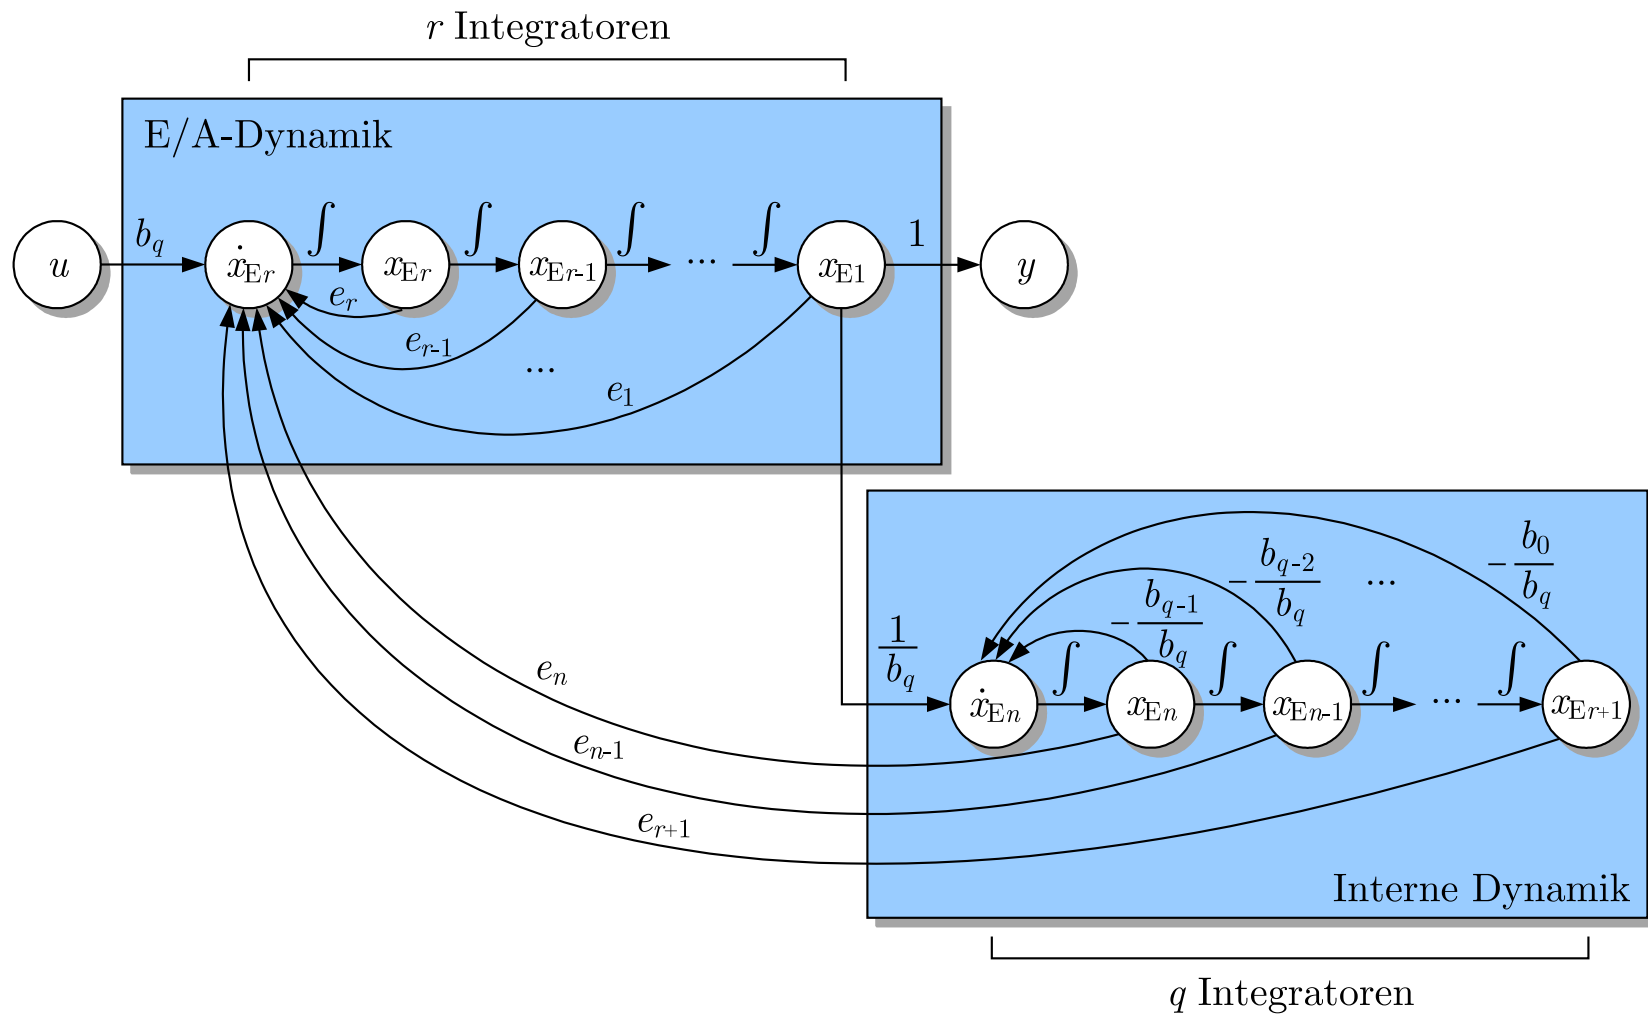 r Integratoren
E/A-Dynamik
u
b_q
ẋ_Er
∫
x_Er
∫
x_Er-1
∫
...
∫
x_E1
1
y
e_r
e_r-1
...
e_1
1/b_q
-b_q-1/b_q
-b_q-2/b_q
...
-b_0/b_q
ẋ_En
∫
x_En
∫
x_En-1
∫
...
∫
x_Er+1
e_n
e_n-1
e_r+1
Interne Dynamik
q Integratoren